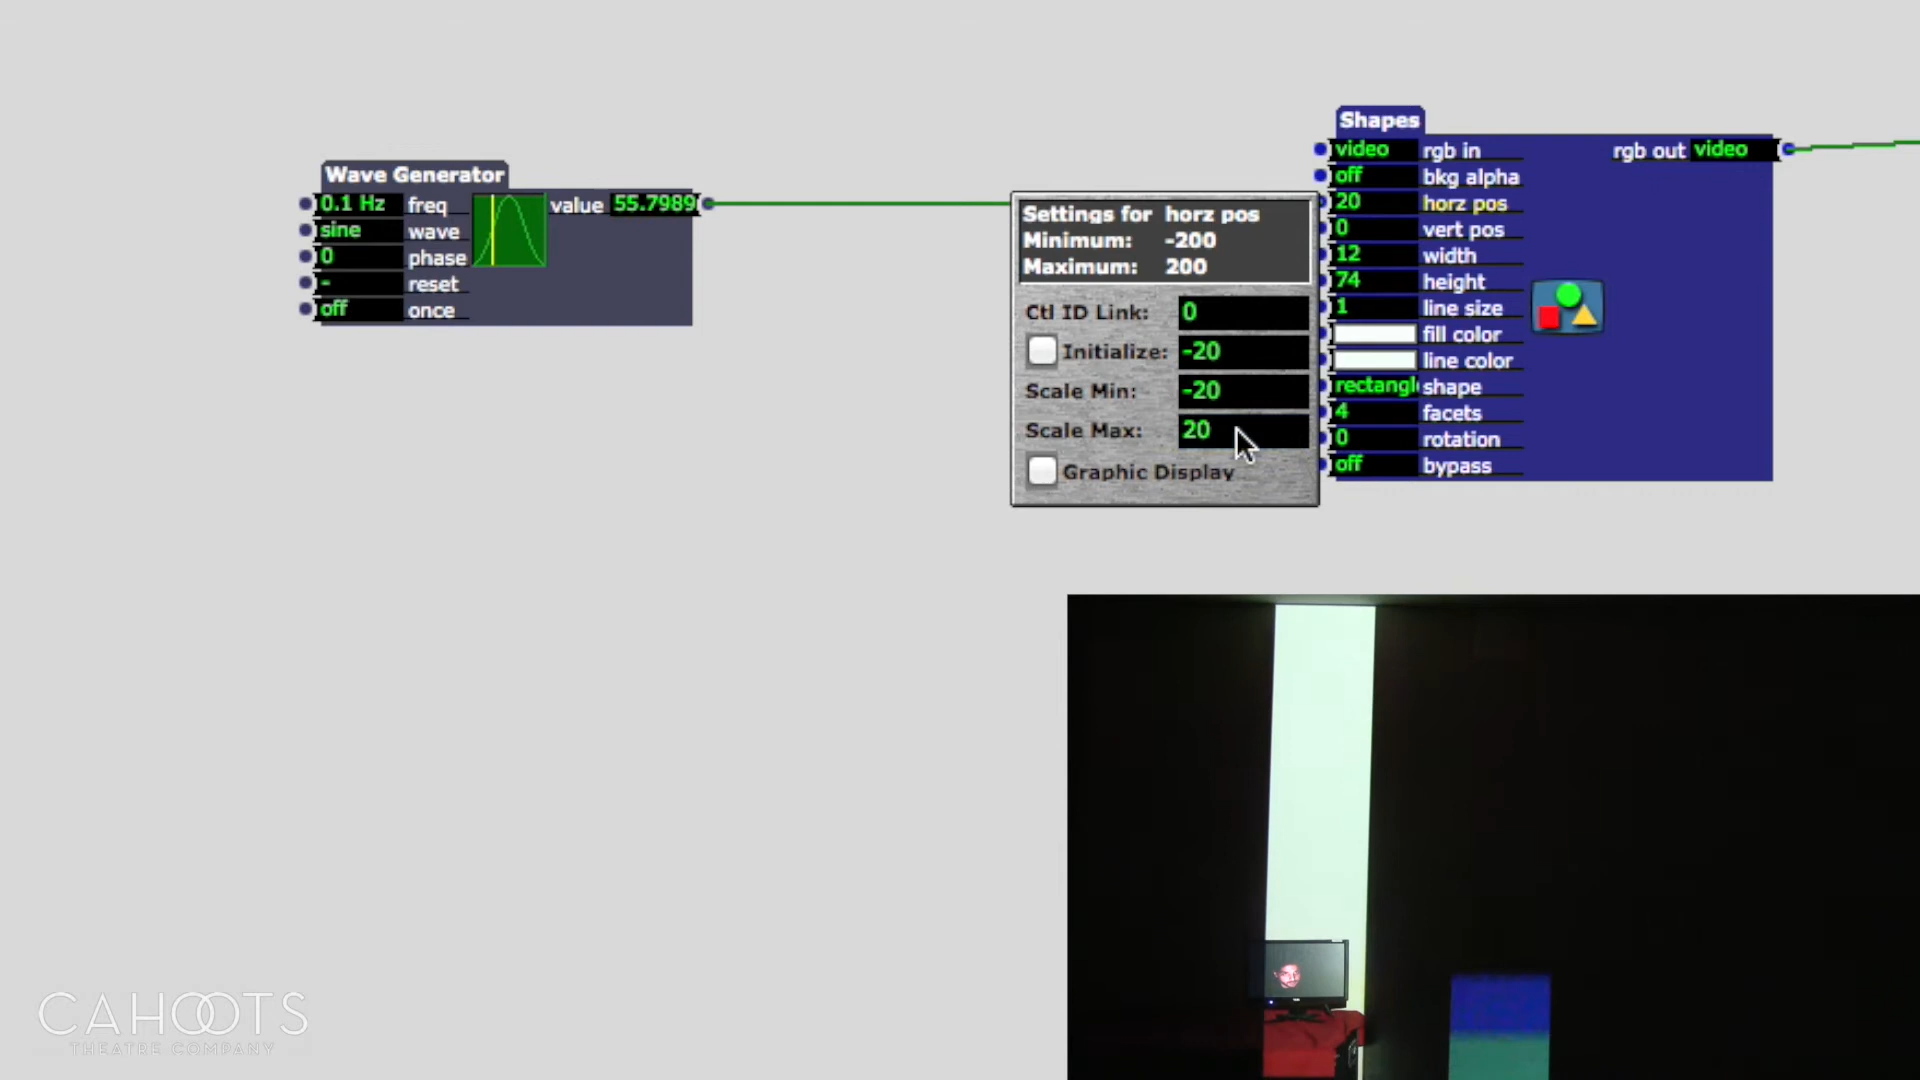 Wave Generator
0.1 Hz freq value 55.7989
sine wave
0 phase
- reset
off once
Settings for horz pos
Minimum: -200
Maximum: 200
Ctl ID Link: 0
Initialize: -20
Scale Min: -20
Scale Max: 20
Graphic Display
Shapes
video rgb in rgb out video
off bkg alpha
20 horz pos
0 vert pos
12 width
74 height
1 line size
fill color
line color
rectangl shape
4 facets
0 rotation
off bypass
CAHOOTS
THEATRE COMPANY